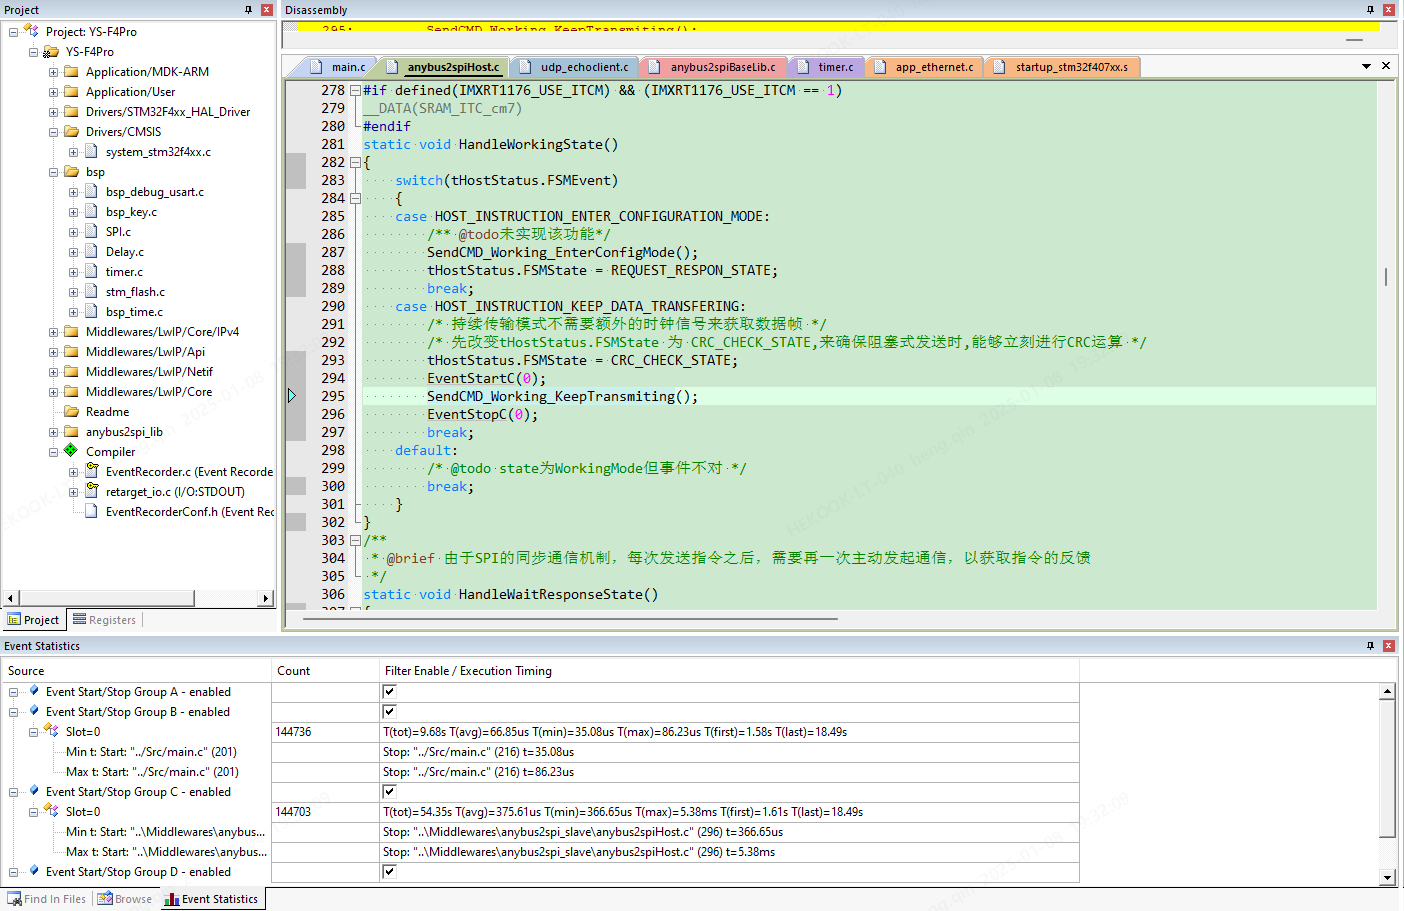 Project
Project: YS-F4Pro
YS-F4Pro
Application/MDK-ARM
Application/User
Drivers/STM32F4xx_HAL_Driver
Drivers/CMSIS
system_stm32f4xx.c
bsp
bsp_debug_usart.c
bsp_key.c
SPI.c
Delay.c
timer.c
stm_flash.c
bsp_time.c
Middlewares/LwIP/Core/IPv4
Middlewares/LwIP/Api
Middlewares/LwIP/Netif
Middlewares/LwIP/Core
Readme
anybus2spi_lib
Compiler
EventRecorder.c (Event Recorde
retarget_io.c (I/O:STDOUT)
EventRecorderConf.h (Event Rec
Project Registers
Disassembly
295: SendCMD_Working_KeepTransmiting();
main.c anybus2spiHost.c udp_echoclient.c anybus2spiBaseLib.c timer.c app_ethernet.c startup_stm32f407xx.s
278 #if defined(IMXRT1176_USE_ITCM) && (IMXRT1176_USE_ITCM == 1)
279 __DATA(SRAM_ITC_cm7)
280 #endif
281 static void HandleWorkingState()
282 {
283 switch(tHostStatus.FSMEvent)
284 {
285 case HOST_INSTRUCTION_ENTER_CONFIGURATION_MODE:
286 /** @todo未实现该功能*/
287 SendCMD_Working_EnterConfigMode();
288 tHostStatus.FSMState = REQUEST_RESPON_STATE;
289 break;
290 case HOST_INSTRUCTION_KEEP_DATA_TRANSFERING:
291 /* 持续传输模式不需要额外的时钟信号来获取数据帧 */
292 /* 先改变tHostStatus.FSMState 为 CRC_CHECK_STATE,来确保阻塞式发送时,能够立刻进行CRC运算 */
293 tHostStatus.FSMState = CRC_CHECK_STATE;
294 EventStartC(0);
295 SendCMD_Working_KeepTransmiting();
296 EventStopC(0);
297 break;
298 default:
299 /* @todo state为WorkingMode但事件不对 */
300 break;
301 }
302 }
303 /**
304 * @brief 由于SPI的同步通信机制，每次发送指令之后，需要再一次主动发起通信，以获取指令的反馈
305 */
306 static void HandleWaitResponseState()
307 {
Event Statistics
Source Count Filter Enable / Execution Timing
Event Start/Stop Group A - enabled
Event Start/Stop Group B - enabled
Slot=0 144736 T(tot)=9.68s T(avg)=66.85us T(min)=35.08us T(max)=86.23us T(first)=1.58s T(last)=18.49s
Min t: Start: "../Src/main.c" (201) Stop: "../Src/main.c" (216) t=35.08us
Max t: Start: "../Src/main.c" (201) Stop: "../Src/main.c" (216) t=86.23us
Event Start/Stop Group C - enabled
Slot=0 144703 T(tot)=54.35s T(avg)=375.61us T(min)=366.65us T(max)=5.38ms T(first)=1.61s T(last)=18.49s
Min t: Start: "..\Middlewares\anybus... Stop: "..\Middlewares\anybus2spi_slave\anybus2spiHost.c" (296) t=366.65us
Max t: Start: "..\Middlewares\anybus... Stop: "..\Middlewares\anybus2spi_slave\anybus2spiHost.c" (296) t=5.38ms
Event Start/Stop Group D - enabled
Find In Files Browse Event Statistics